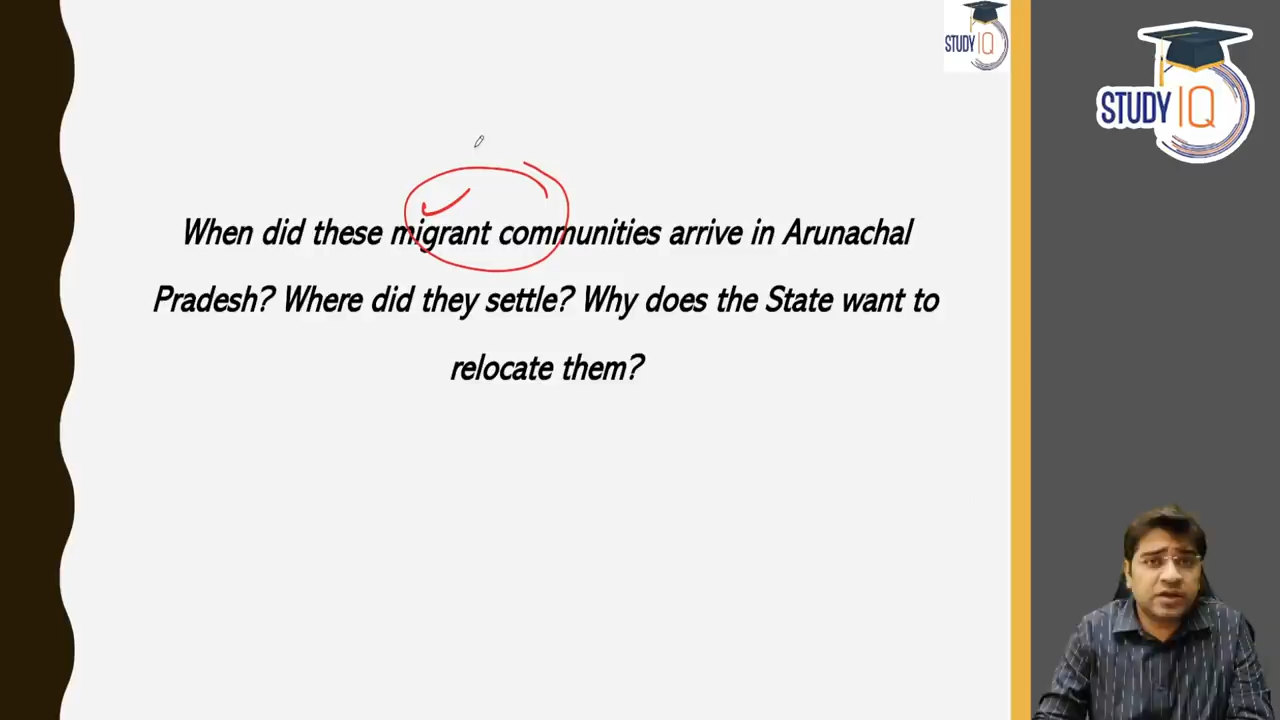 STUDY IQ
STUDY IQ
When did these migrant communities arrive in Arunachal
Pradesh? Where did they settle? Why does the State want to
relocate them?